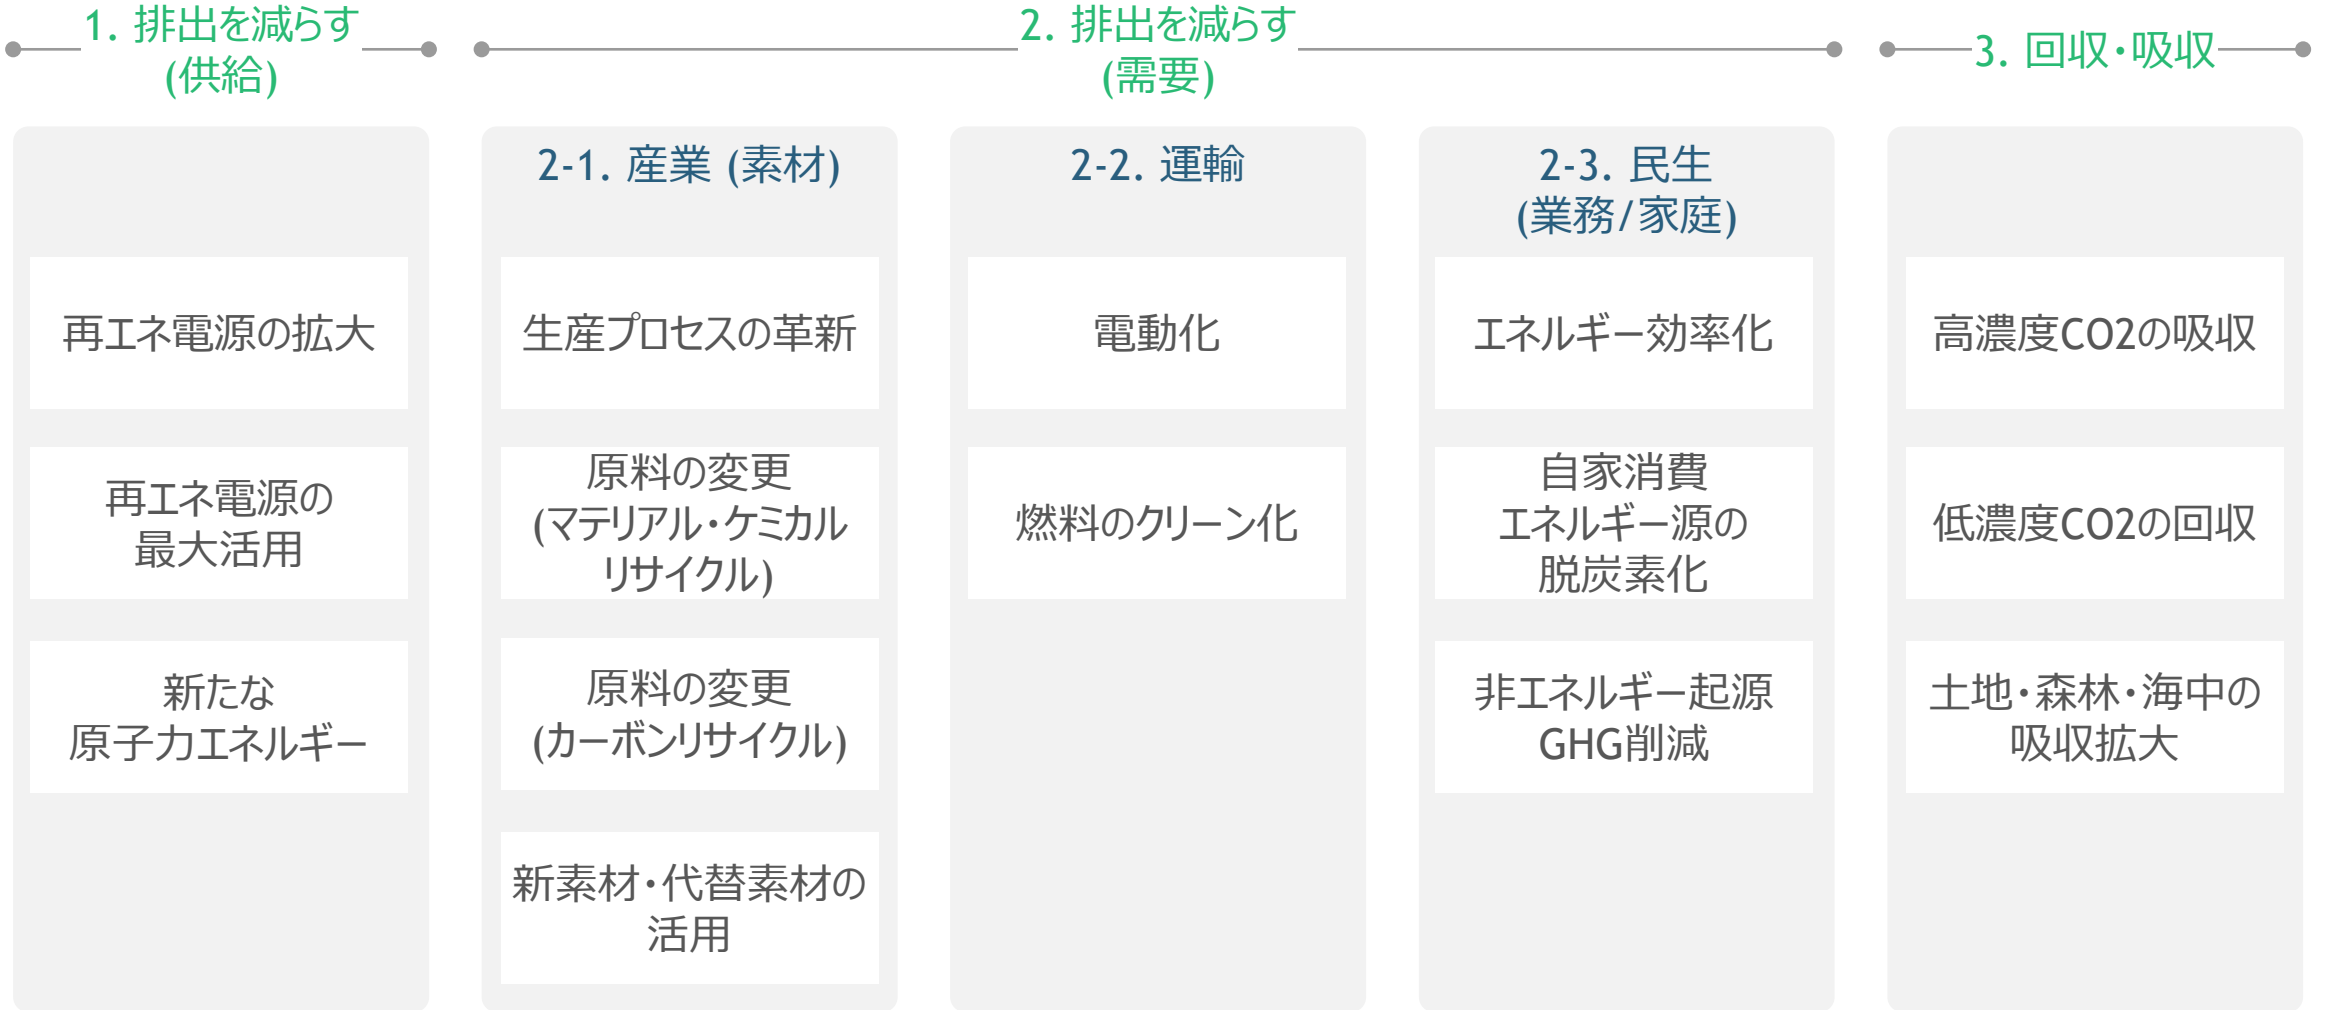 1. 排出を減らす
(供給)
2. 排出を減らす
(需要)
3. 回収・吸収
再エネ電源の拡大
再エネ電源の
最大活用
新たな
原子力エネルギー
2-1. 産業 (素材)
生産プロセスの革新
原料の変更
(マテリアル・ケミカル
リサイクル)
原料の変更
(カーボンリサイクル)
新素材・代替素材の
活用
2-2. 運輸
電動化
燃料のクリーン化
2-3. 民生
(業務/家庭)
エネルギー効率化
自家消費
エネルギー源の
脱炭素化
非エネルギー起源
GHG削減
高濃度CO2の吸収
低濃度CO2の回収
土地・森林・海中の
吸収拡大